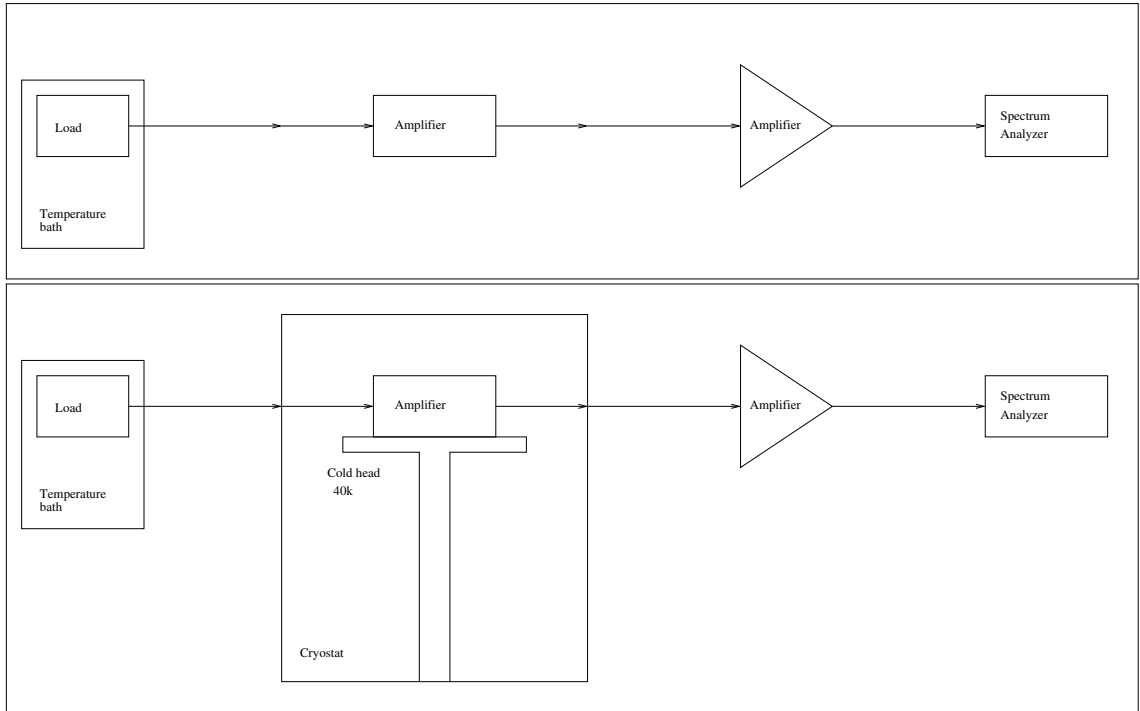 Load
Temperature
bath
Amplifier
Amplifier
Spectrum
Analyzer
Load
Temperature
bath
Amplifier
Cold head
40k
Cryostat
Amplifier
Spectrum
Analyzer